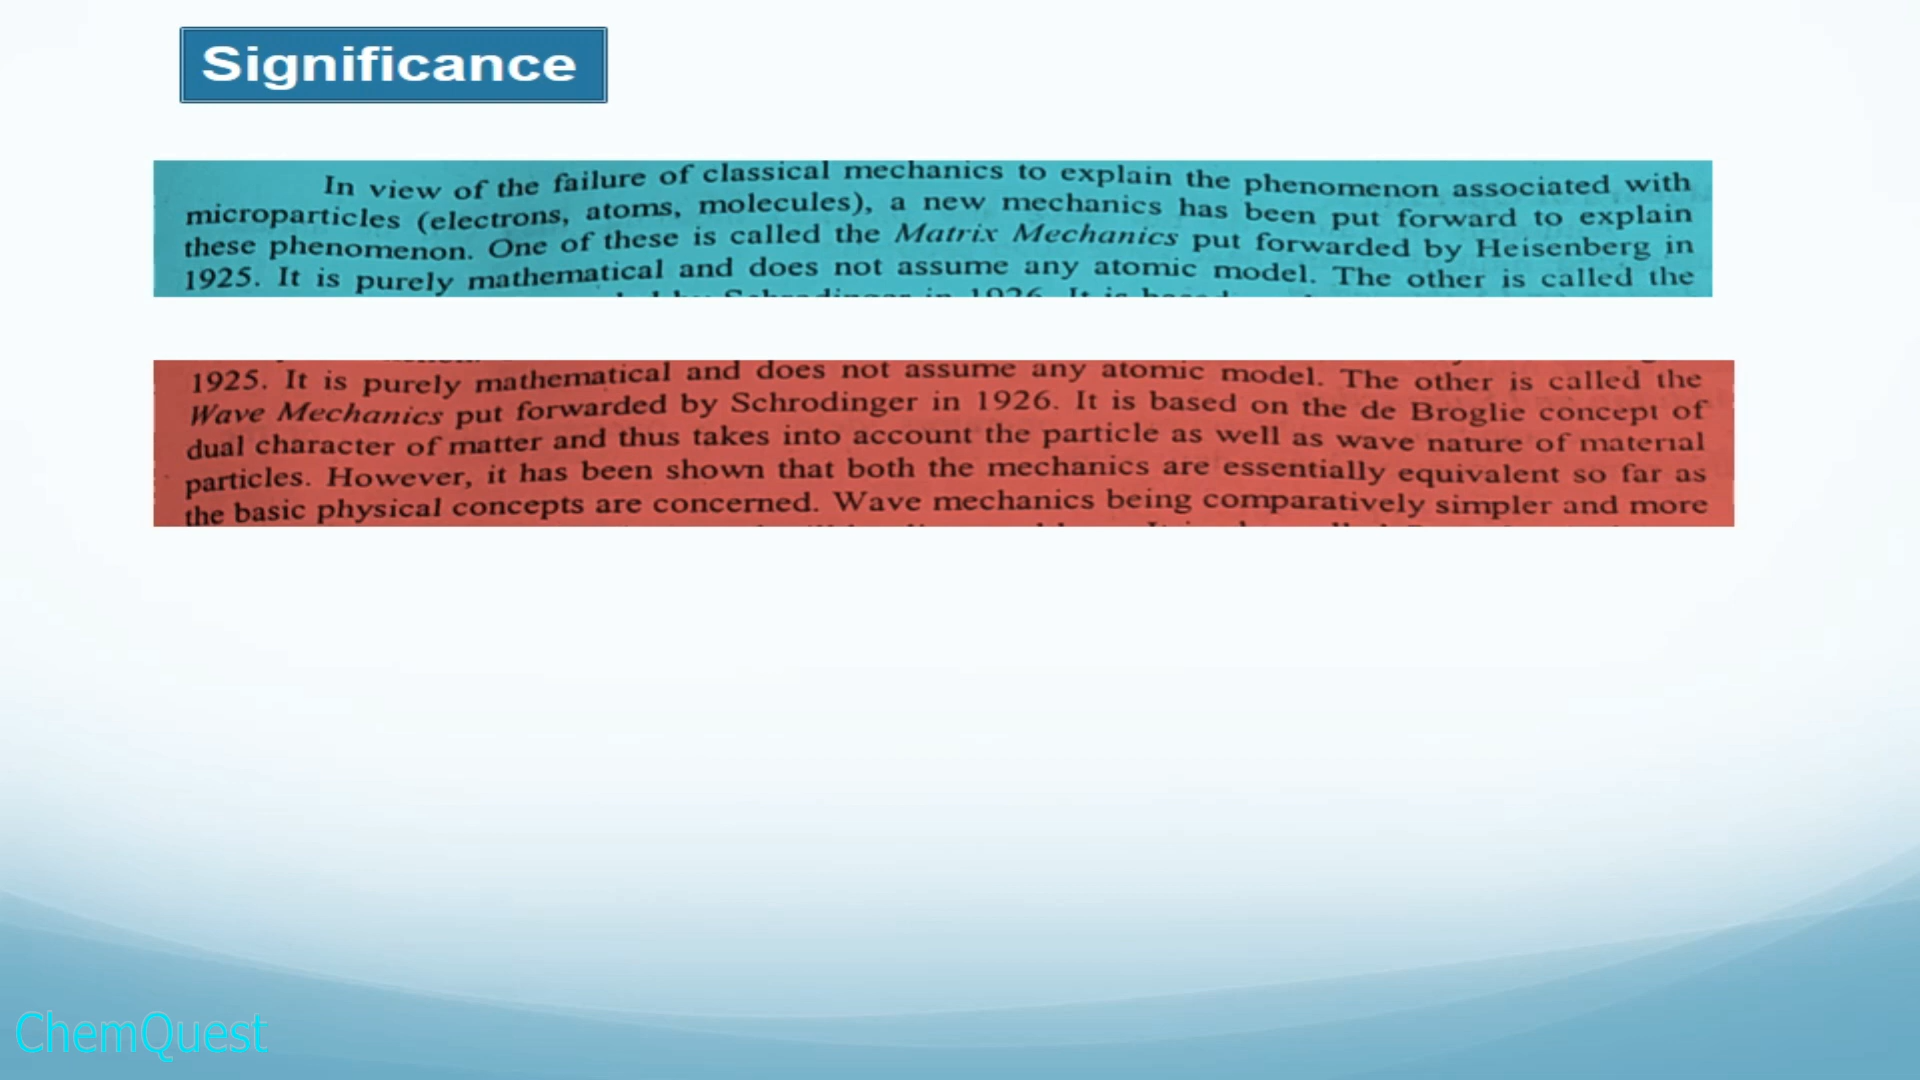 Significance
In view of the failure of classical mechanics to explain the phenomenon associated with
microparticles (electrons, atoms, molecules), a new mechanics has been put forward to explain
these phenomenon. One of these is called the Matrix Mechanics put forwarded by Heisenberg in
1925. It is purely mathematical and does not assume any atomic model. The other is called the
1925. It is purely mathematical and does not assume any atomic model. The other is called the
Wave Mechanics put forwarded by Schrodinger in 1926. It is based on the de Broglie concept of
dual character of matter and thus takes into account the particle as well as wave nature of material
particles. However, it has been shown that both the mechanics are essentially equivalent so far as
the basic physical concepts are concerned. Wave mechanics being comparatively simpler and more
ChemQuest